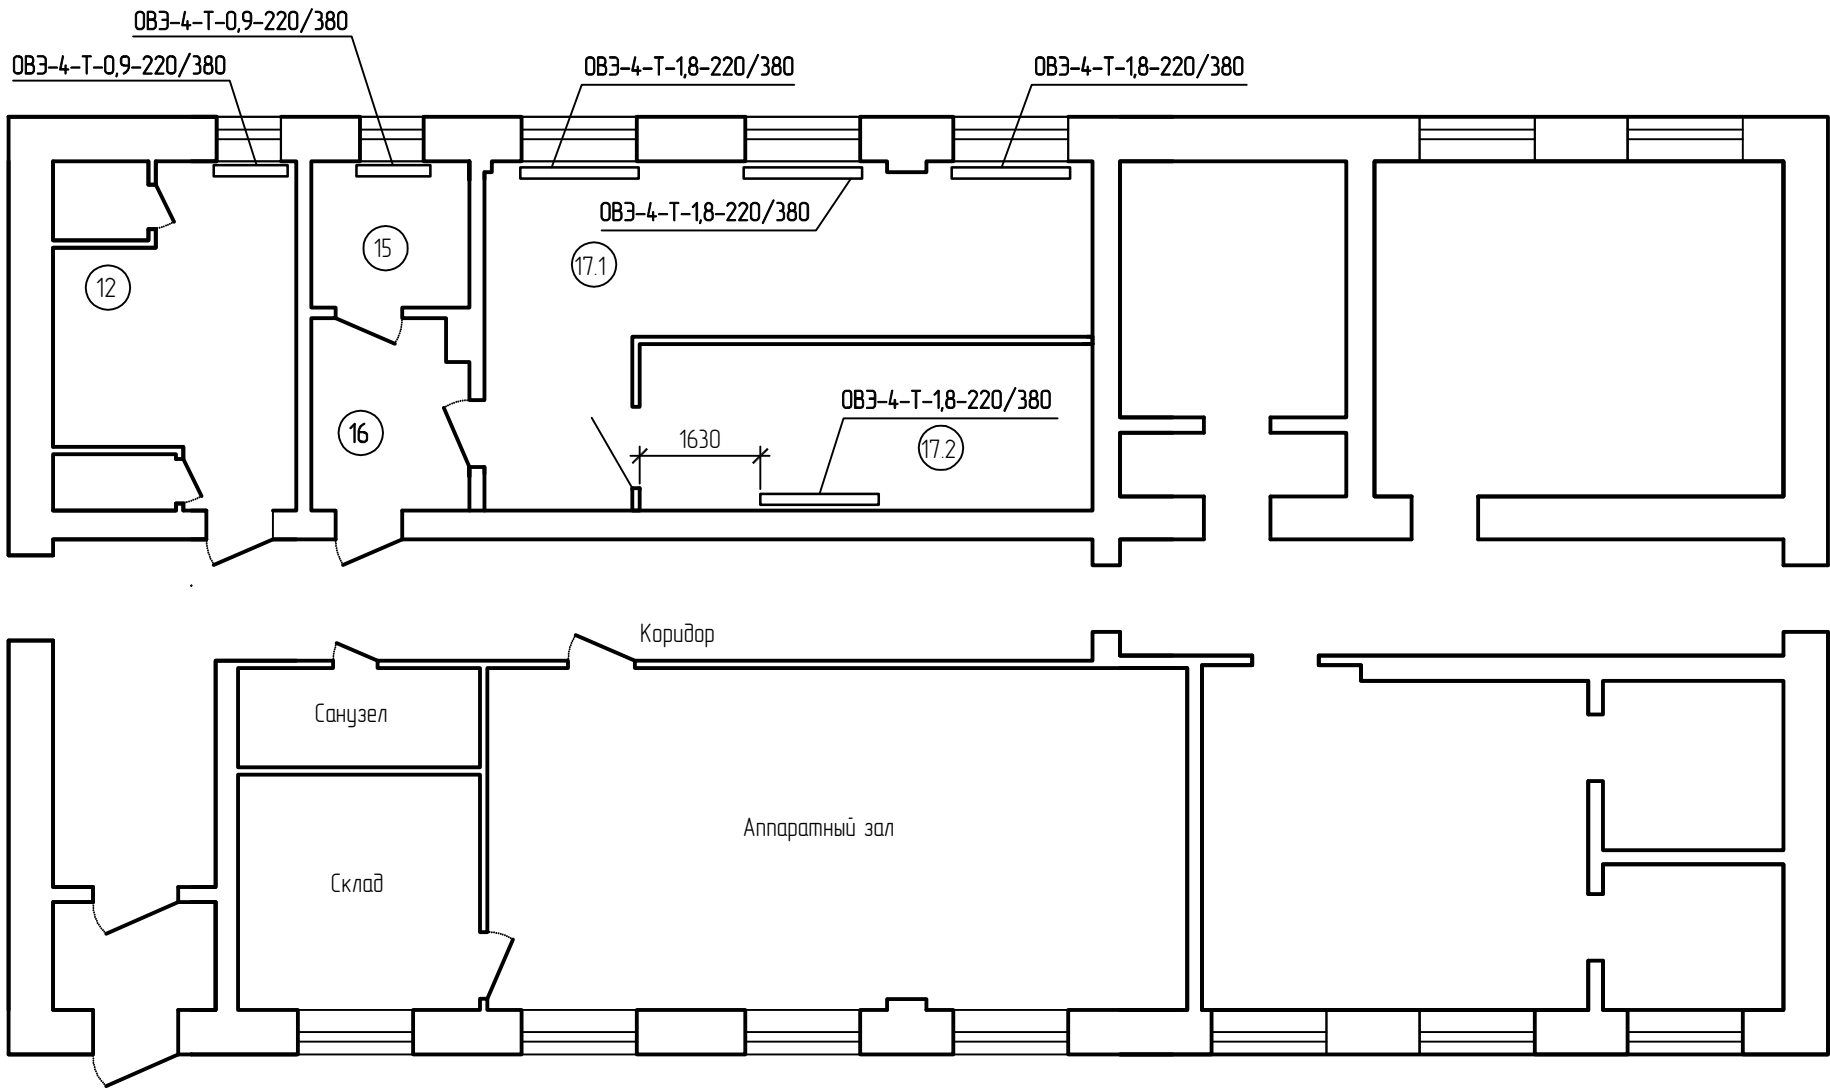 ОВЭ-4-Т-0,9-220/380
ОВЭ-4-Т-0,9-220/380
ОВЭ-4-Т-1,8-220/380
ОВЭ-4-Т-1,8-220/380
ОВЭ-4-Т-1,8-220/380
15
17.1
12
ОВЭ-4-Т-1,8-220/380
16
1630
17.2
Коридор
Санузел
Аппаратный зал
Склад